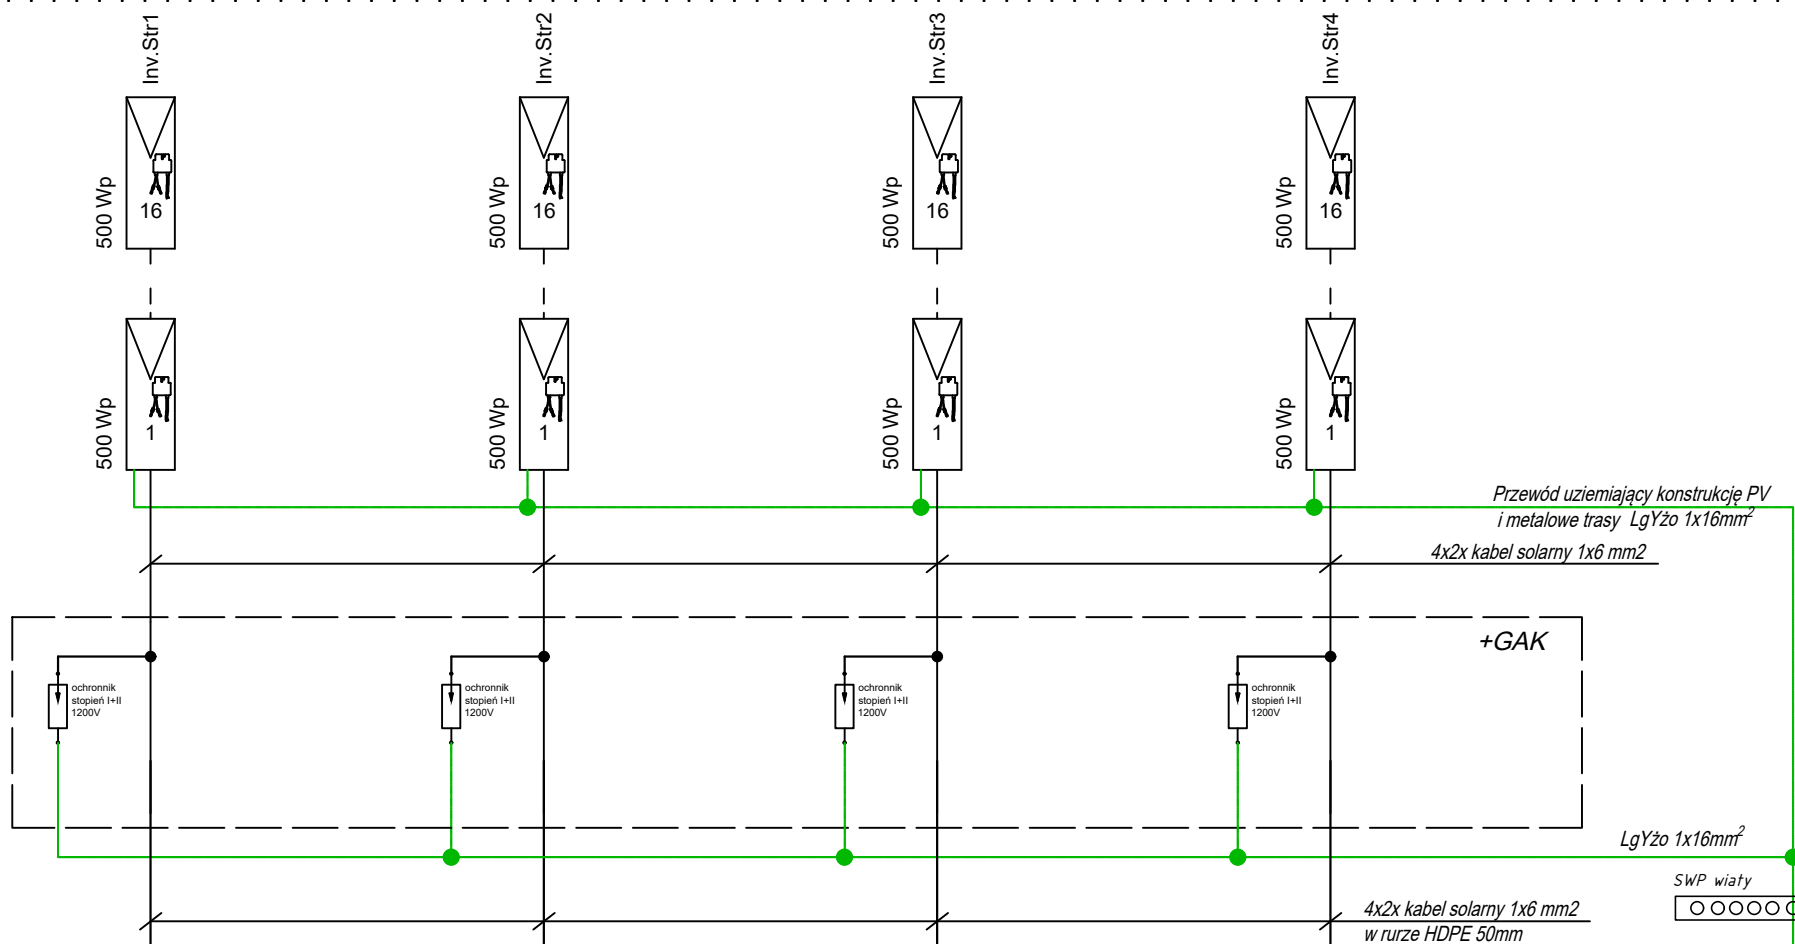 Inv.Str1
Inv.Str2
Inv.Str3
Inv.Str4
500 Wp
16
500 Wp
16
500 Wp
16
500 Wp
16
500 Wp
1
500 Wp
1
500 Wp
1
500 Wp
1
Przewód uziemiający konstrukcję PV
i metalowe trasy LgYżo 1x16mm²
4x2x kabel solarny 1x6 mm2
+GAK
ochronnik
stopień I+II
1200V
ochronnik
stopień I+II
1200V
ochronnik
stopień I+II
1200V
ochronnik
stopień I+II
1200V
LgYżo 1x16mm²
SWP wiaty
4x2x kabel solarny 1x6 mm2
w rurze HDPE 50mm